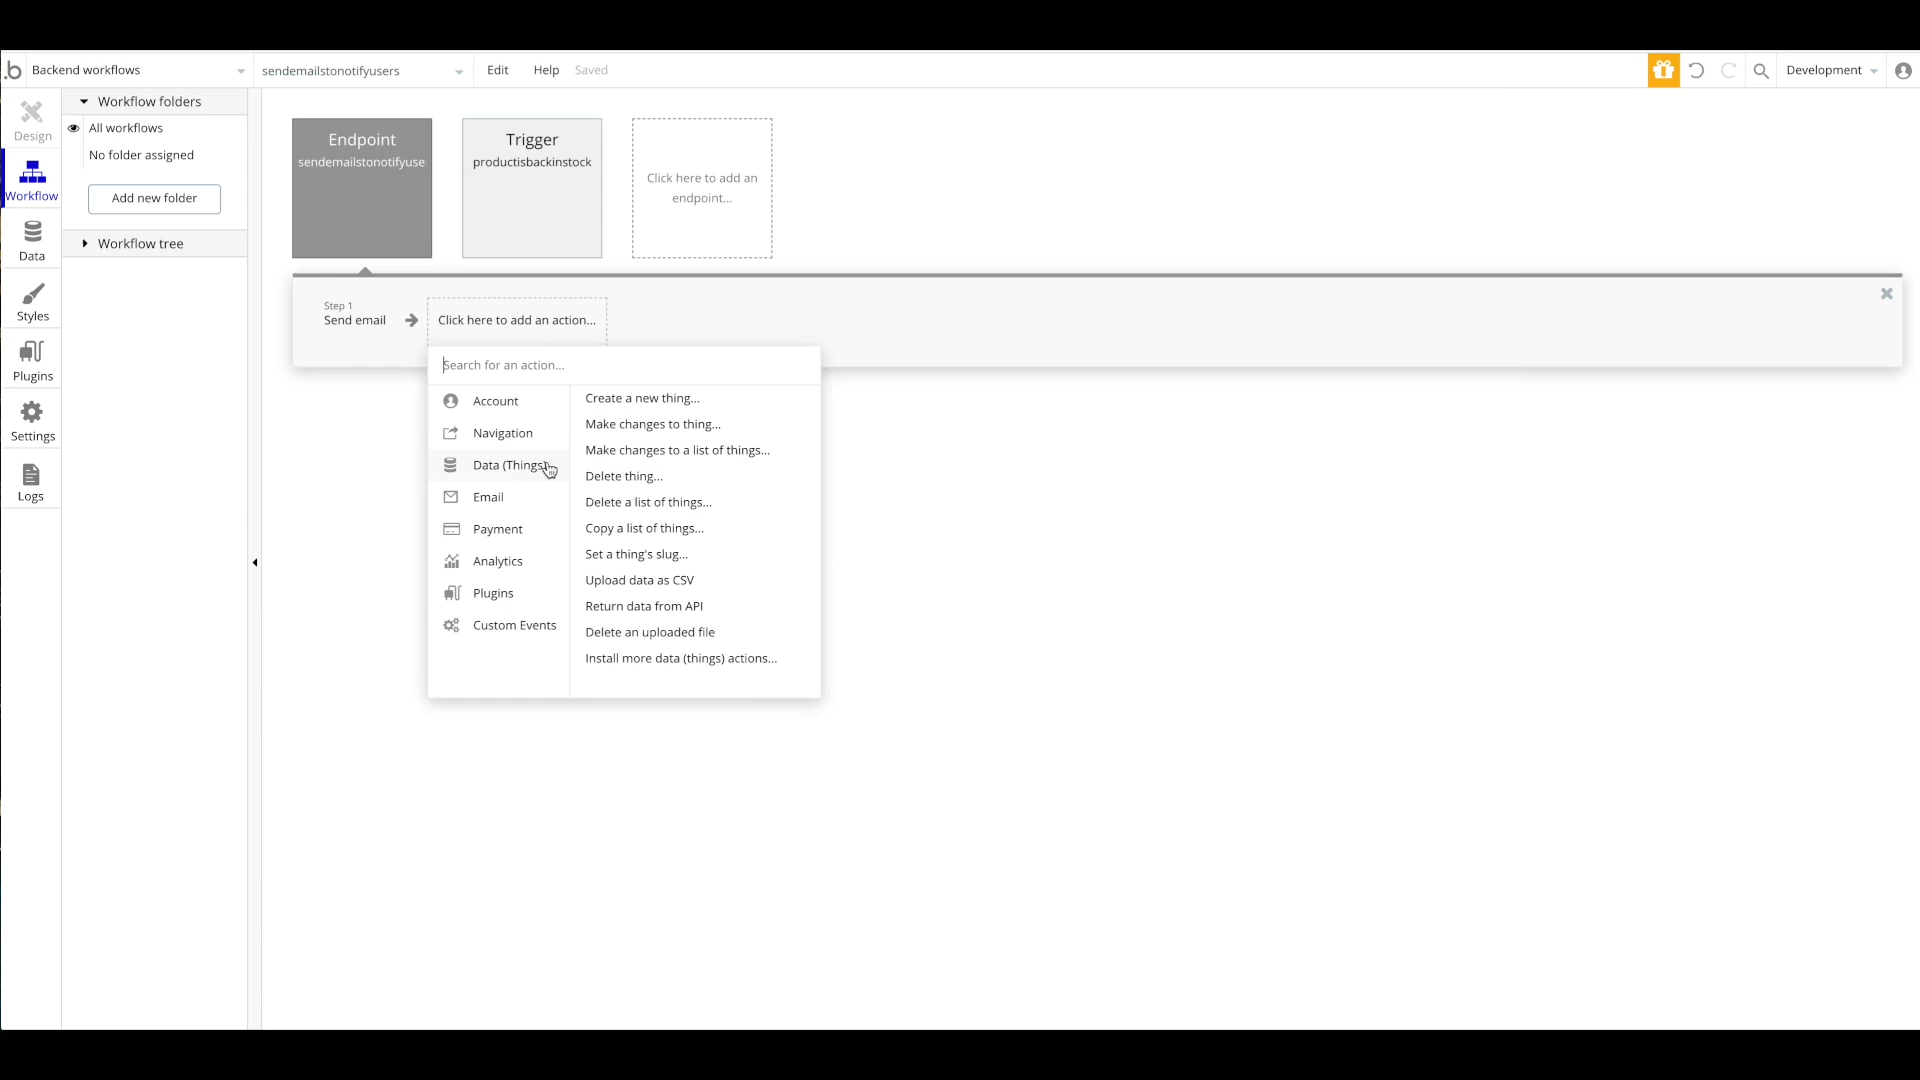 .b
Backend workflows
sendemailstonotifyusers
Edit
Help
Saved
Development
Design
Workflow
Data
Styles
Plugins
Settings
Logs
Workflow folders
All workflows
No folder assigned
Add new folder
Workflow tree
Endpoint
sendemailstonotifyuse
Trigger
productisbackinstock
Click here to add an
endpoint...
Step 1
Send email
Click here to add an action...
Search for an action...
Account
Navigation
Data (Things)
Email
Payment
Analytics
Plugins
Custom Events
Create a new thing...
Make changes to thing...
Make changes to a list of things...
Delete thing...
Delete a list of things...
Copy a list of things...
Set a thing's slug...
Upload data as CSV
Return data from API
Delete an uploaded file
Install more data (things) actions...